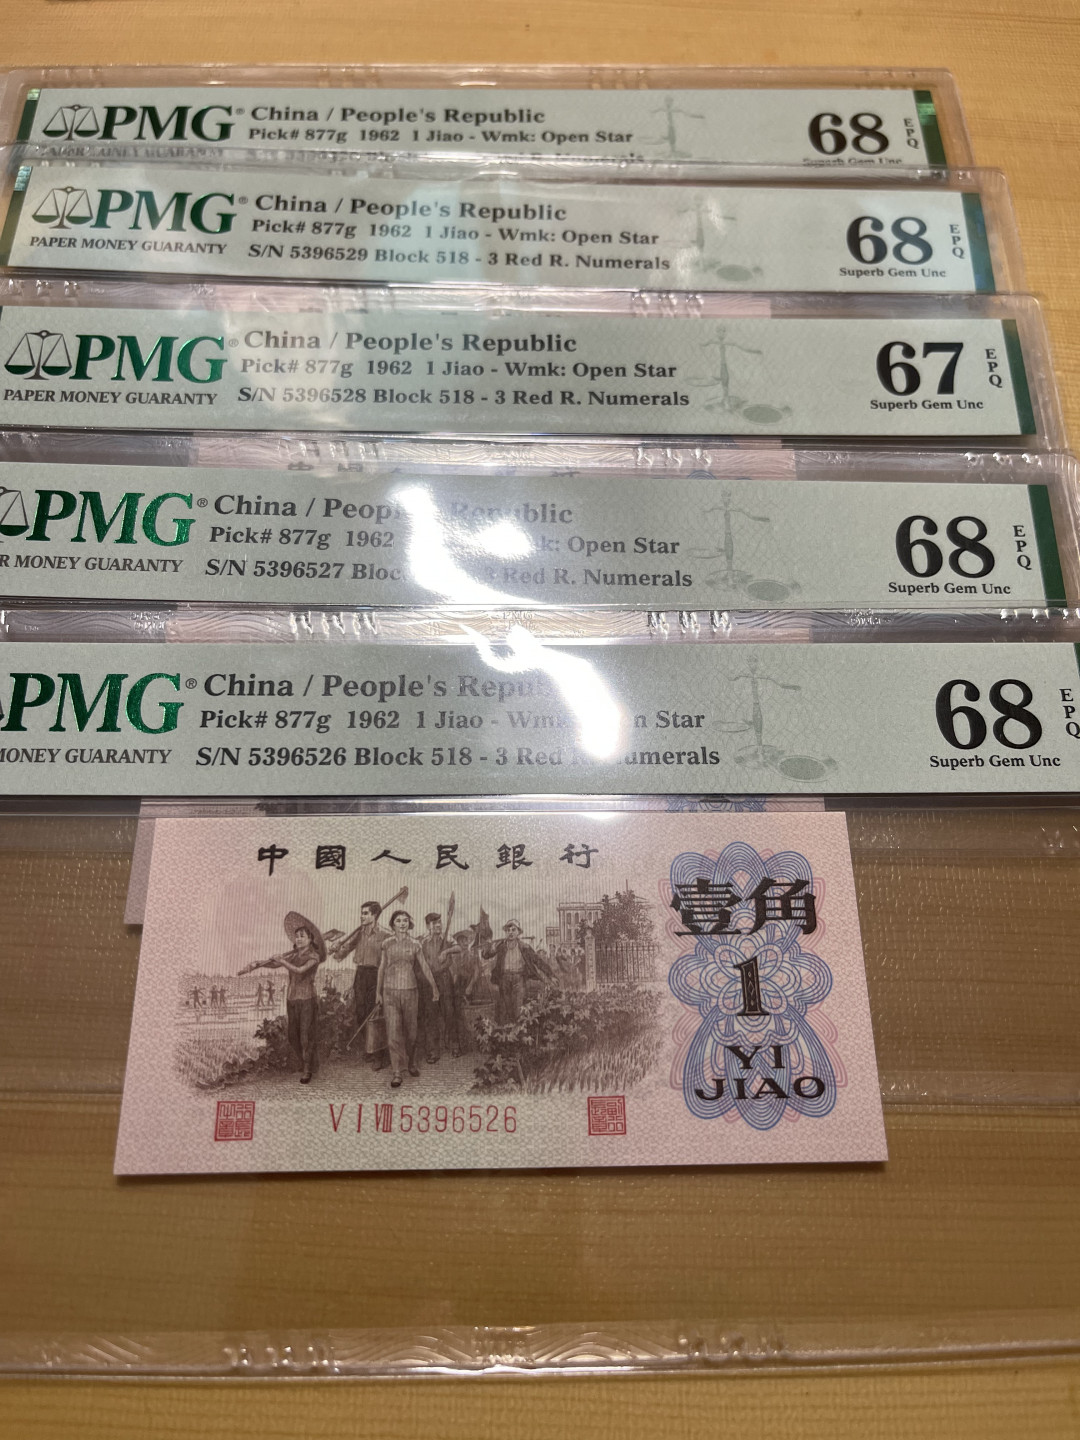 PMG® China / People's Republic
Pick# 877g 1962 1 Jiao - Wmk: Open Star
68 EPQ
Superb Gem Unc
PMG® China / People's Republic
Pick# 877g 1962 1 Jiao - Wmk: Open Star
PAPER MONEY GUARANTY S/N 5396529 Block 518 - 3 Red R. Numerals
68 EPQ
Superb Gem Unc
PMG® China / People's Republic
Pick# 877g 1962 1 Jiao - Wmk: Open Star
PAPER MONEY GUARANTY S/N 5396528 Block 518 - 3 Red R. Numerals
67 EPQ
Superb Gem Unc
PMG® China / People's Republic
Pick# 877g 1962 Open Star
MONEY GUARANTY S/N 5396527 3 Red R. Numerals
68 EPQ
Superb Gem Unc
PMG® China / People's
Pick# 877g 1962 1 Jiao - Star
MONEY GUARANTY S/N 5396526 Block 518 - 3 Red Numerals
68 EPQ
Superb Gem Unc
中國人民銀行
壹角
1
YI
JIAO
V I VIII 5396526